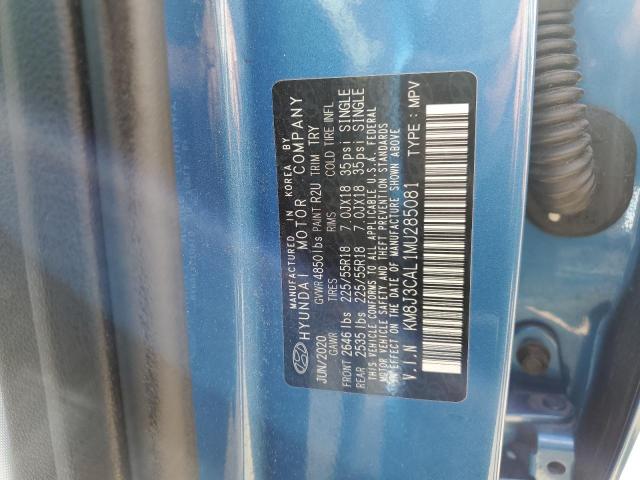 MANUFACTURED IN KOREA BY
HYUNDAI MOTOR COMPANY
JUN/2020 GVWR 4850lbs PAINT R2U TRIM TRY
GAWR TIRES RIMS COLD TIRE INFL
FRONT 2646 lbs 225/55R18 7.0JX18 35psi SINGLE
REAR 2535 lbs 225/55R18 7.0JX18 35psi SINGLE
THIS VEHICLE CONFORMS TO ALL APPLICABLE U.S.A. FEDERAL
MOTOR VEHICLE SAFETY AND THEFT PREVENTION STANDARDS
IN EFFECT ON THE DATE OF MANUFACTURE SHOWN ABOVE
V.I.N KM8J3CAL1MU285081 TYPE : MPV